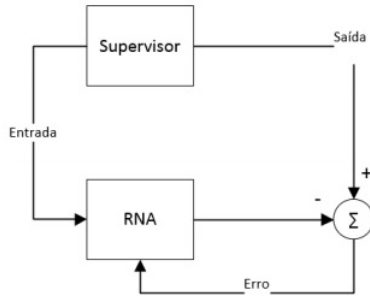 Supervisor
Saída
Entrada
+
-
RNA
Σ
Erro